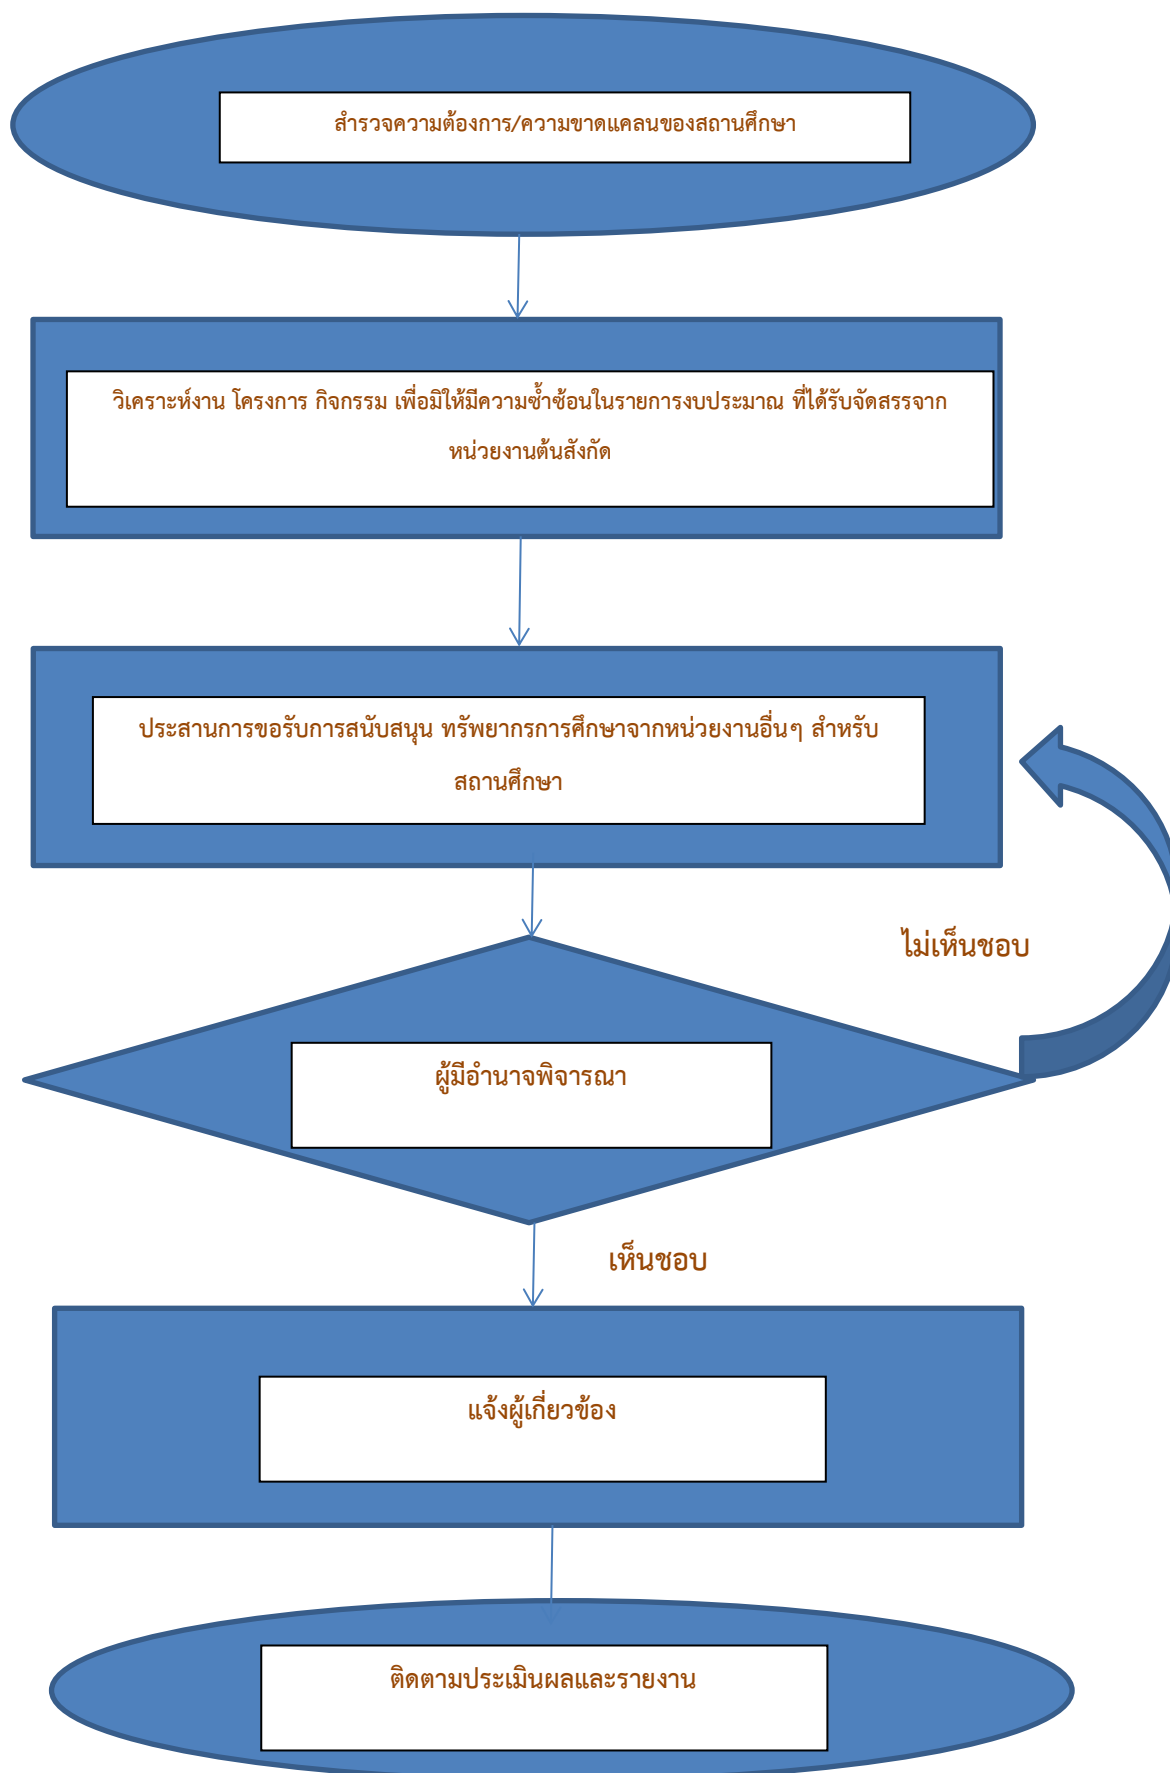 สำรวจความต้องการ/ความขาดแคลนของสถานศึกษา
วิเคราะห์งาน โครงการ กิจกรรม เพื่อมิให้มีความซ้ำซ้อนในรายการงบประมาณ ที่ได้รับจัดสรรจาก
หน่วยงานต้นสังกัด
ประสานการขอรับการสนับสนุน ทรัพยากรการศึกษาจากหน่วยงานอื่นๆ สำหรับ
สถานศึกษา
ไม่เห็นชอบ
ผู้มีอำนาจพิจารณา
เห็นชอบ
แจ้งผู้เกี่ยวข้อง
ติดตามประเมินผลและรายงาน